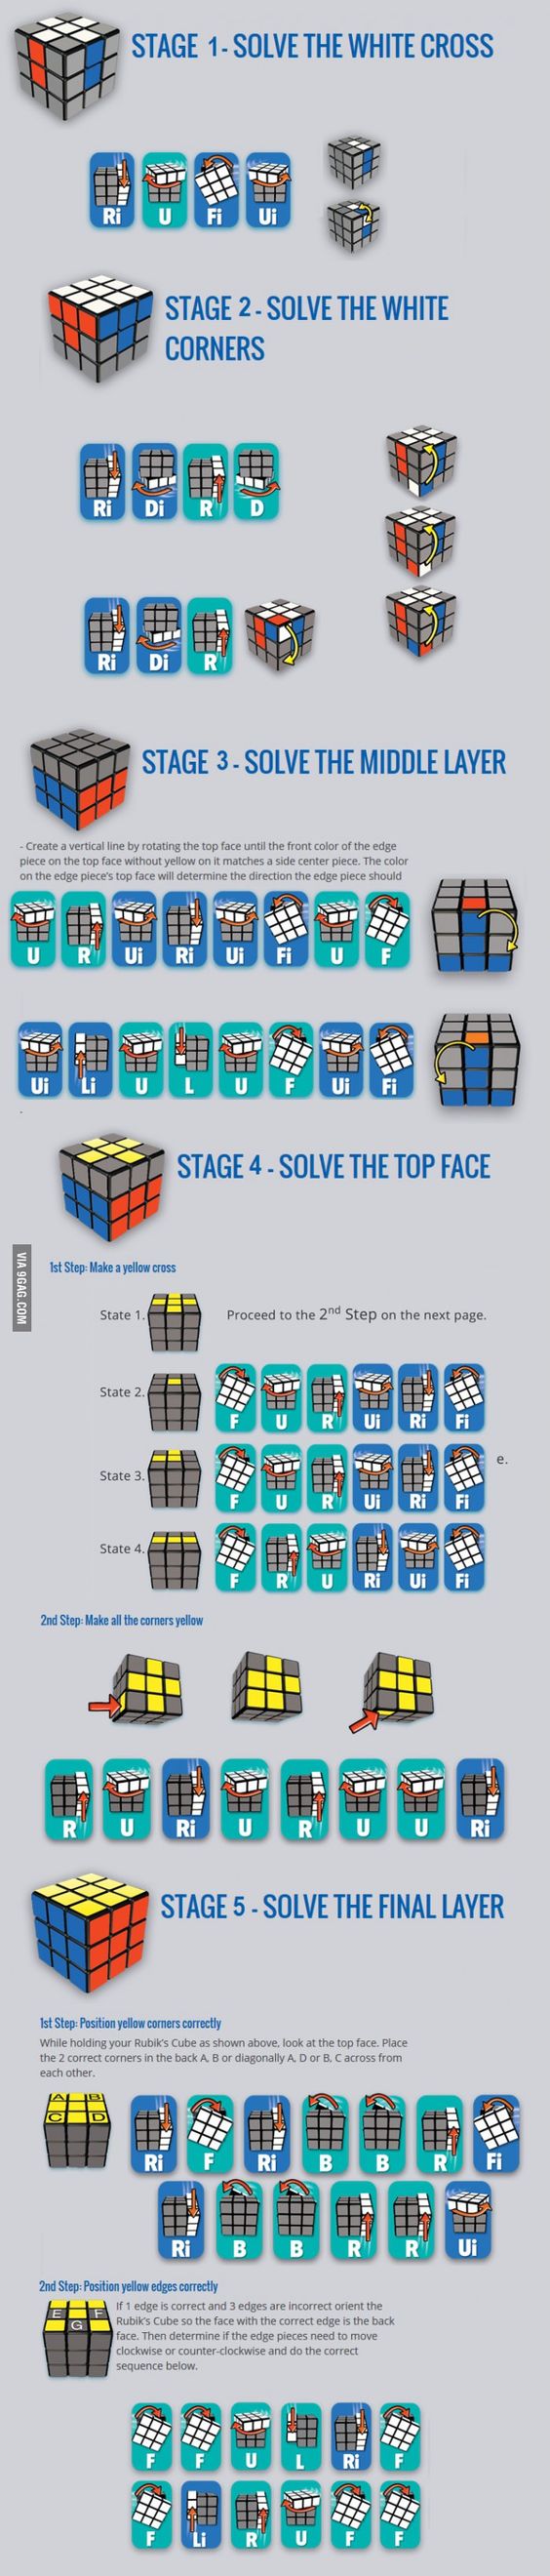 STAGE 1- SOLVE THE WHITE CROSS
Ri U Fi Ui
STAGE 2 - SOLVE THE WHITE
CORNERS
Ri Di R D
Ri Di R
STAGE 3 - SOLVE THE MIDDLE LAYER
- Create a vertical line by rotating the top face until the front color of the edge
piece on the top face without yellow on it matches a side center piece. The color
on the edge piece's top face will determine the direction the edge piece should
U R Ui Ri Ui Fi U F
Ui Li U L U F Ui Fi
.
STAGE 4 - SOLVE THE TOP FACE
VIA 9GAG.COM
1st Step: Make a yellow cross
State 1. Proceed to the 2nd Step on the next page.
State 2. F U R Ui Ri Fi
e.
State 3. F U R Ui Ri Fi
State 4. F R U Ri Ui Fi
2nd Step: Make all the corners yellow
R U Ri U R U U Ri
STAGE 5 - SOLVE THE FINAL LAYER
1st Step: Position yellow corners correctly
While holding your Rubik's Cube as shown above, look at the top face. Place
the 2 correct corners in the back A, B or diagonally A, D or B, C across from
each other.
A B
C D
Ri F Ri B B R Fi
Ri B B R R Ui
2nd Step: Position yellow edges correctly
If 1 edge is correct and 3 edges are incorrect orient the
Rubik's Cube so the face with the correct edge is the back
face. Then determine if the edge pieces need to move
clockwise or counter-clockwise and do the correct
sequence below.
E F
G
F F U L Ri F
F Li R U F F